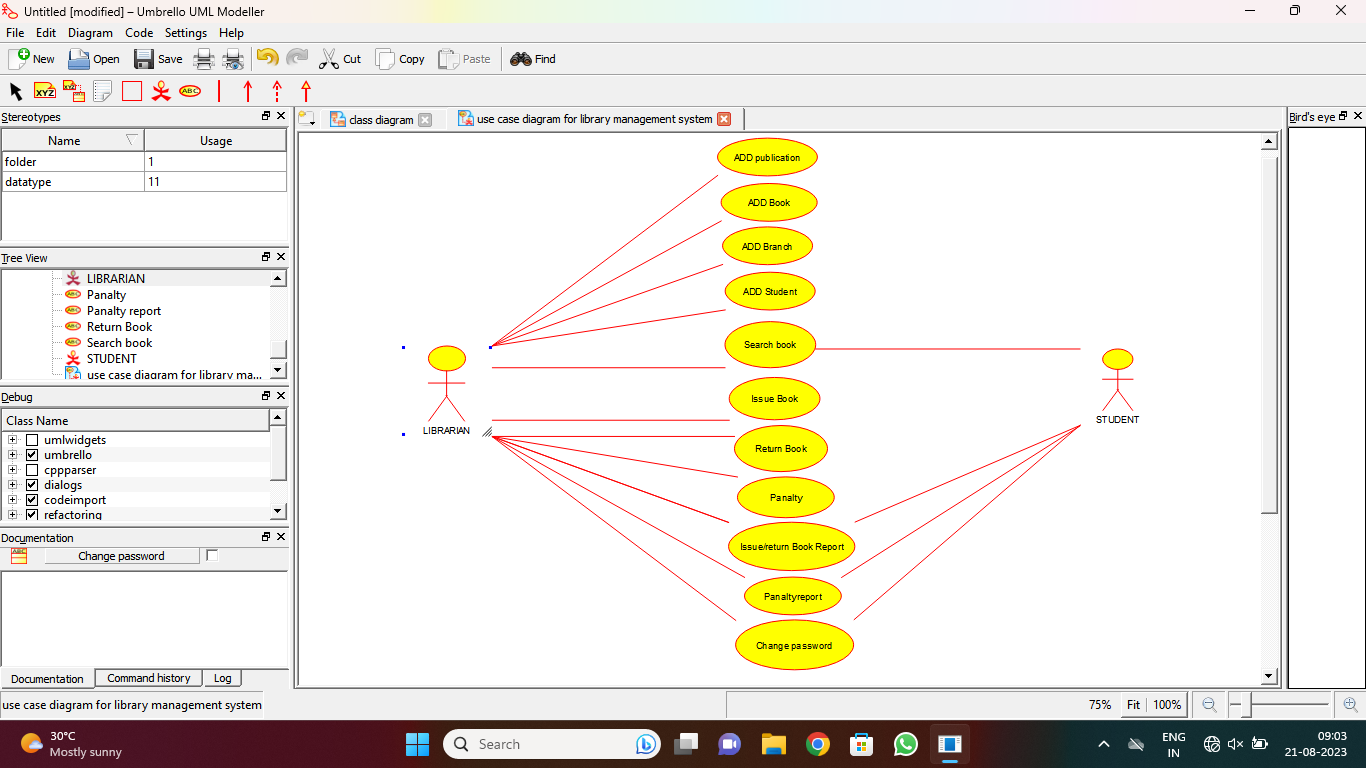 Untitled [modified] – Umbrello UML Modeller
File Edit Diagram Code Settings Help
New Open Save Cut Copy Paste Find
XYZ XYZ ABC
Stereotypes
Name Usage
folder 1
datatype 11
Tree View
LIBRARIAN
Panalty
Panalty report
Return Book
Search book
STUDENT
use case diagram for library ma...
Debug
Class Name
umlwidgets
umbrello
cppparser
dialogs
codeimport
refactoring
Documentation
Change password
Documentation Command history Log
class diagram use case diagram for library management system
ADD publication
ADD Book
ADD Branch
ADD Student
Search book
Issue Book
Return Book
Panalty
Issue/return Book Report
Panaltyreport
Change password
LIBRARIAN
STUDENT
Bird's eye
use case diagram for library management system
75% Fit 100%
30°C
Mostly sunny
Search
ENG
IN
09:03
21-08-2023